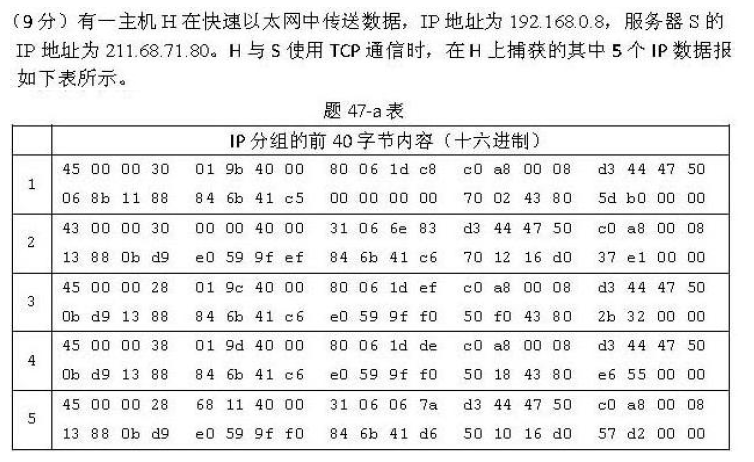 （9 分）有一主机 H 在快速以太网中传送数据，IP 地址为 192.168.0.8，服务器 S 的
IP 地址为 211.68.71.80。H 与 S 使用 TCP 通信时，在 H 上捕获的其中 5 个 IP 数据报
如下表所示。
题 47-a 表
IP 分组的前 40 字节内容（十六进制）
1
45 00 00 30 01 9b 40 00 80 06 1d c8 c0 a8 00 08 d3 44 47 50
06 8b 11 88 84 6b 41 c5 00 00 00 00 70 02 43 80 5d b0 00 00
2
43 00 00 30 00 00 40 00 31 06 6e 83 d3 44 47 50 c0 a8 00 08
13 88 0b d9 e0 59 9f ef 84 6b 41 c6 70 12 16 d0 37 e1 00 00
3
45 00 00 28 01 9c 40 00 80 06 1d ef c0 a8 00 08 d3 44 47 50
0b d9 13 88 84 6b 41 c6 e0 59 9f f0 50 f0 43 80 2b 32 00 00
4
45 00 00 38 01 9d 40 00 80 06 1d de c0 a8 00 08 d3 44 47 50
0b d9 13 88 84 6b 41 c6 e0 59 9f f0 50 18 43 80 e6 55 00 00
5
45 00 00 28 68 11 40 00 31 06 06 7a d3 44 47 50 c0 a8 00 08
13 88 0b d9 e0 59 9f f0 84 6b 41 d6 50 10 16 d0 57 d2 00 00